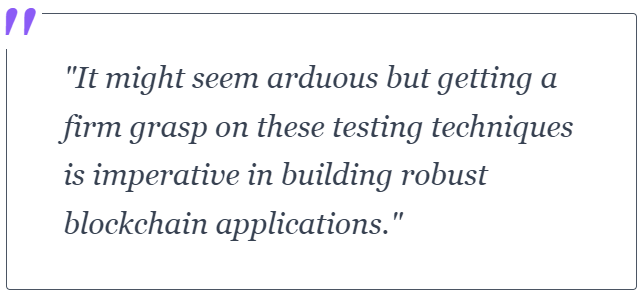 "It might seem arduous but getting a
firm grasp on these testing techniques
is imperative in building robust
blockchain applications."